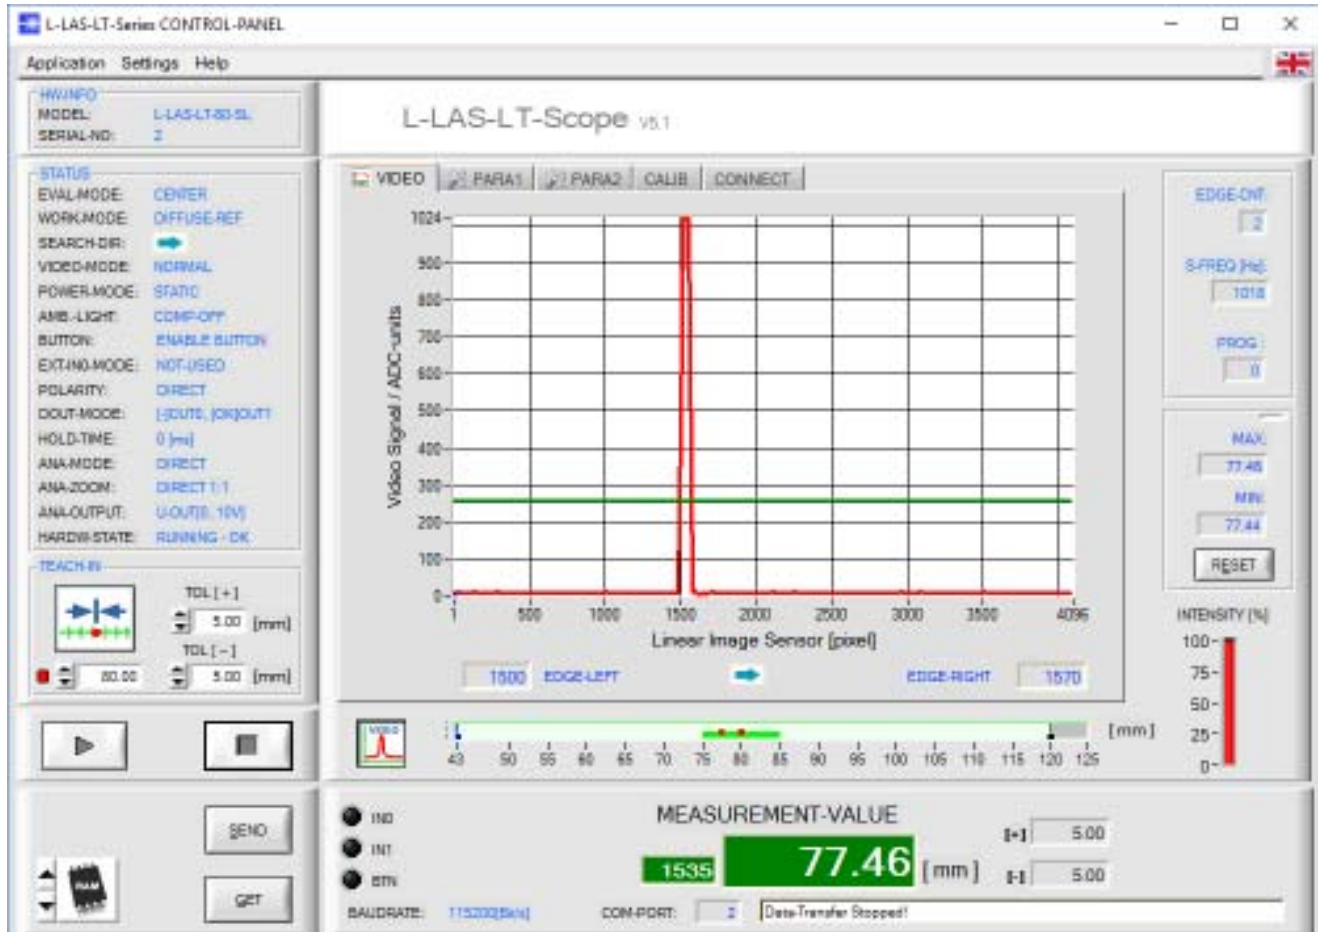 L-LAS-LT-Series CONTROL-PANEL
Application Settings Help
HW-INFO
MODEL: L-LAS-LT-80-SL
SERIAL-NO: 2
L-LAS-LT-Scope V5.1
STATUS
EVAL-MODE: CENTER
WORK-MODE: DIFFUSE-REF
SEARCH-DIR:
VIDEO-MODE: NORMAL
POWER-MODE: STATIC
AMB.-LIGHT: COMP-OFF
BUTTON: ENABLE BUTTON
EXT-IN0-MODE: NOT-USED
POLARITY: DIRECT
DOUT-MODE: [-]OUT0, [OK]OUT1
HOLD-TIME: 0 [ms]
ANA-MODE: DIRECT
ANA-ZOOM: DIRECT 1:1
ANA-OUTPUT: U-OUT[0, 10V]
HARDW-STATE: RUNNING - OK
TEACH-IN
TOL [+]
5.00 [mm]
TOL [-]
80.00 5.00 [mm]
VIDEO PARA1 PARA2 CALIB CONNECT
Video Signal / ADC-units
1024
900
800
700
600
500
400
300
200
100
0
1 500 1000 1500 2000 2500 3000 3500 4096
Linear Image Sensor [pixel]
1500 EDGE-LEFT EDGE-RIGHT 1570
EDGE-CNT:
2
S-FREQ [Hz]:
1018
PROG :
0
MAX:
77.46
MIN:
77.44
RESET
INTENSITY [%]
100
75
50
25
0
VIDEO
[mm]
43 50 55 60 65 70 75 80 85 90 95 100 105 110 115 120 125
SEND
RAM
GET
IN0
IN1
BTN
MEASUREMENT-VALUE
1535 77.46 [mm]
[+] 5.00
[-] 5.00
BAUDRATE: 115200[Bd/s] COM-PORT: 2 Data-Transfer Stopped!